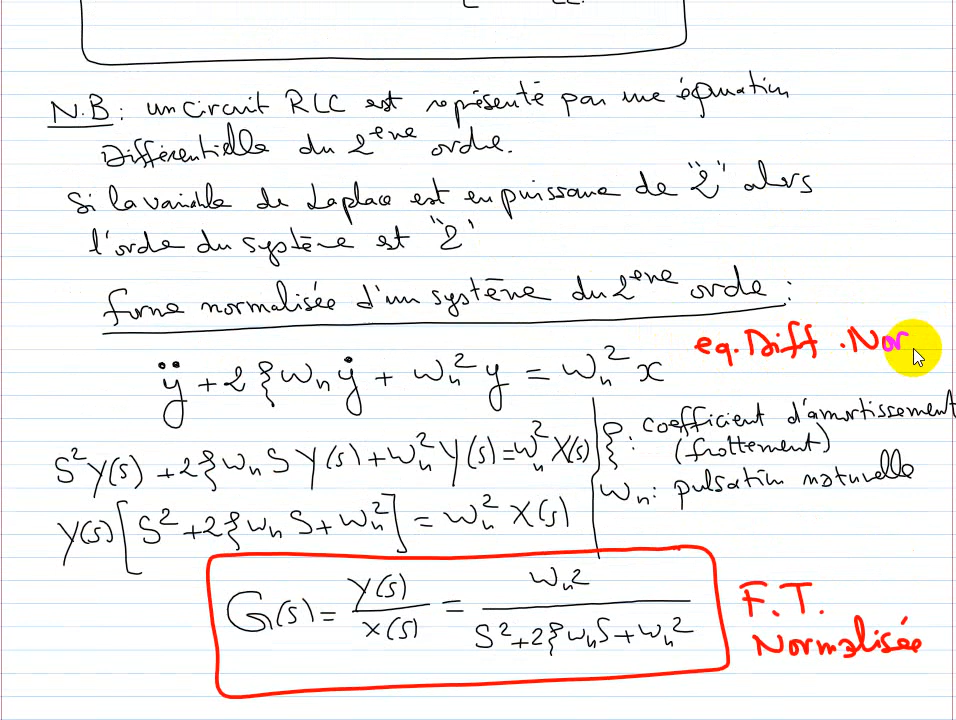 N.B : un circuit RLC est représenté par une équation
Différentielle du 2ème ordre.
Si la variable de Laplace est en puissance de "2" alors
l'ordre du système est "2"
forme normalisée d'un système du 2ème ordre :
eq. Diff . Nor
ÿ + 2ξωₙẏ + ωₙ²y = ωₙ²x
S²Y(s) + 2ξωₙSY(s) + ωₙ²Y(s) = ωₙ²X(s)
Y(s)[S² + 2ξωₙS + ωₙ²] = ωₙ²X(s)
ξ : coefficient d'amortissement
(frottement)
ωₙ : pulsation naturelle
G(s) = Y(s)/X(s) = ωₙ²/(S² + 2ξωₙS + ωₙ²)
F.T.
Normalisée